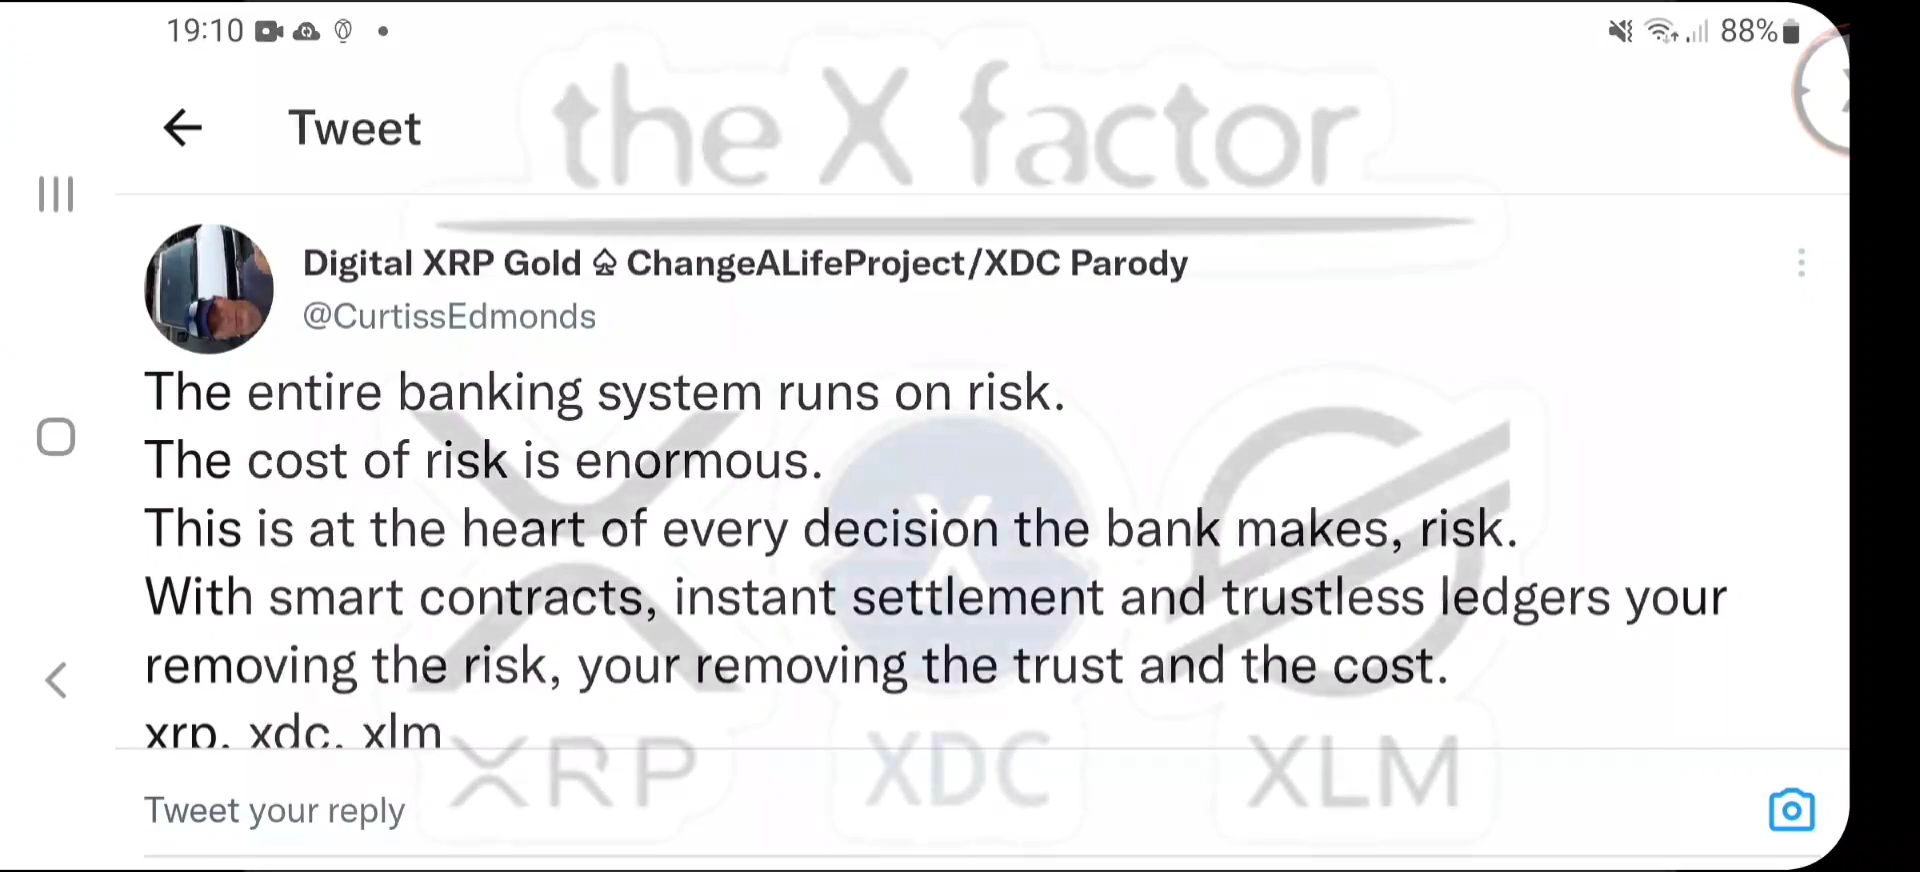 19:10
88%
the X factor
Tweet
Digital XRP Gold ♤ ChangeALifeProject/XDC Parody
@CurtissEdmonds
The entire banking system runs on risk.
The cost of risk is enormous.
This is at the heart of every decision the bank makes, risk.
With smart contracts, instant settlement and trustless ledgers your
removing the risk, your removing the trust and the cost.
xrp. xdc. xlm
XRP XDC XLM
Tweet your reply